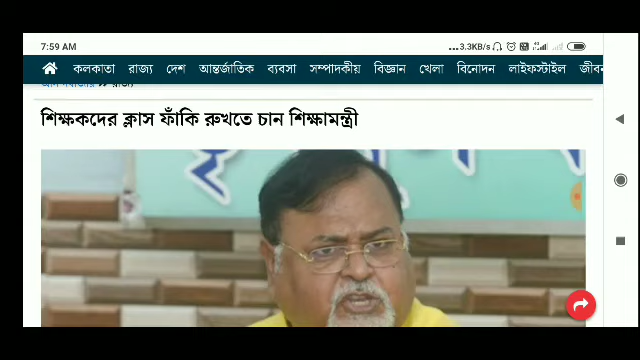 7:59 AM ...3.3KB/s
কলকাতা রাজ্য দেশ আন্তর্জাতিক ব্যবসা সম্পাদকীয় বিজ্ঞান খেলা বিনোদন লাইফস্টাইল জীবন
শিক্ষকদের ক্লাস ফাঁকি রুখতে চান শিক্ষামন্ত্রী